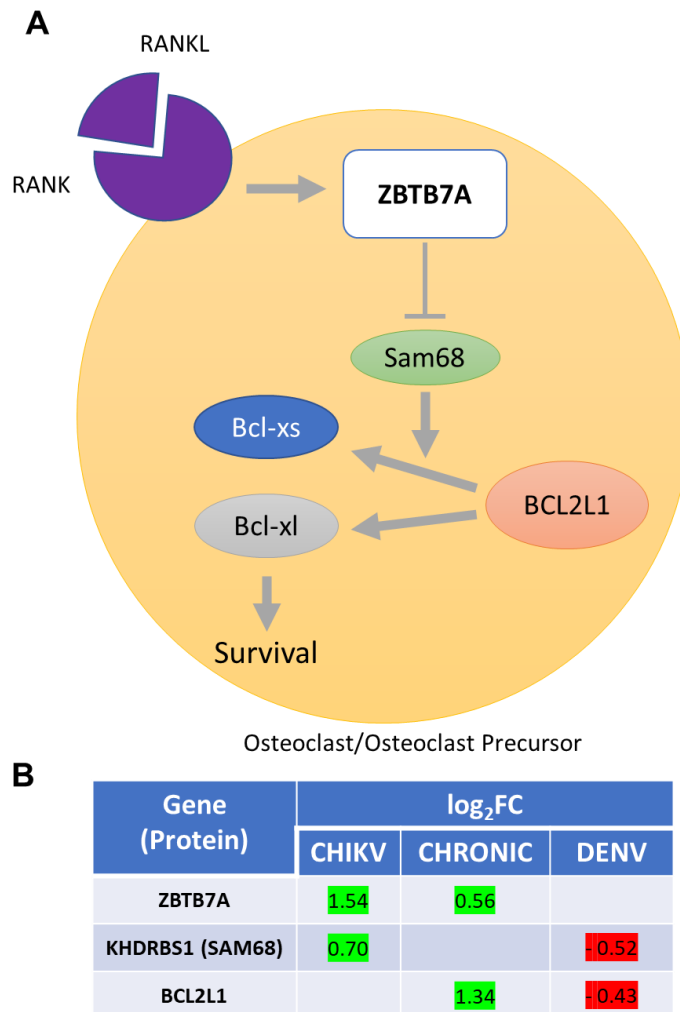 A
RANKL
RANK
ZBTB7A
Sam68
Bcl-xs
BCL2L1
Bcl-xl
Survival
Osteoclast/Osteoclast Precursor
B
Gene
(Protein)
log₂FC
CHIKV CHRONIC DENV
ZBTB7A 1.54 0.56
KHDRBS1 (SAM68) 0.70 - 0.52
BCL2L1 1.34 - 0.43